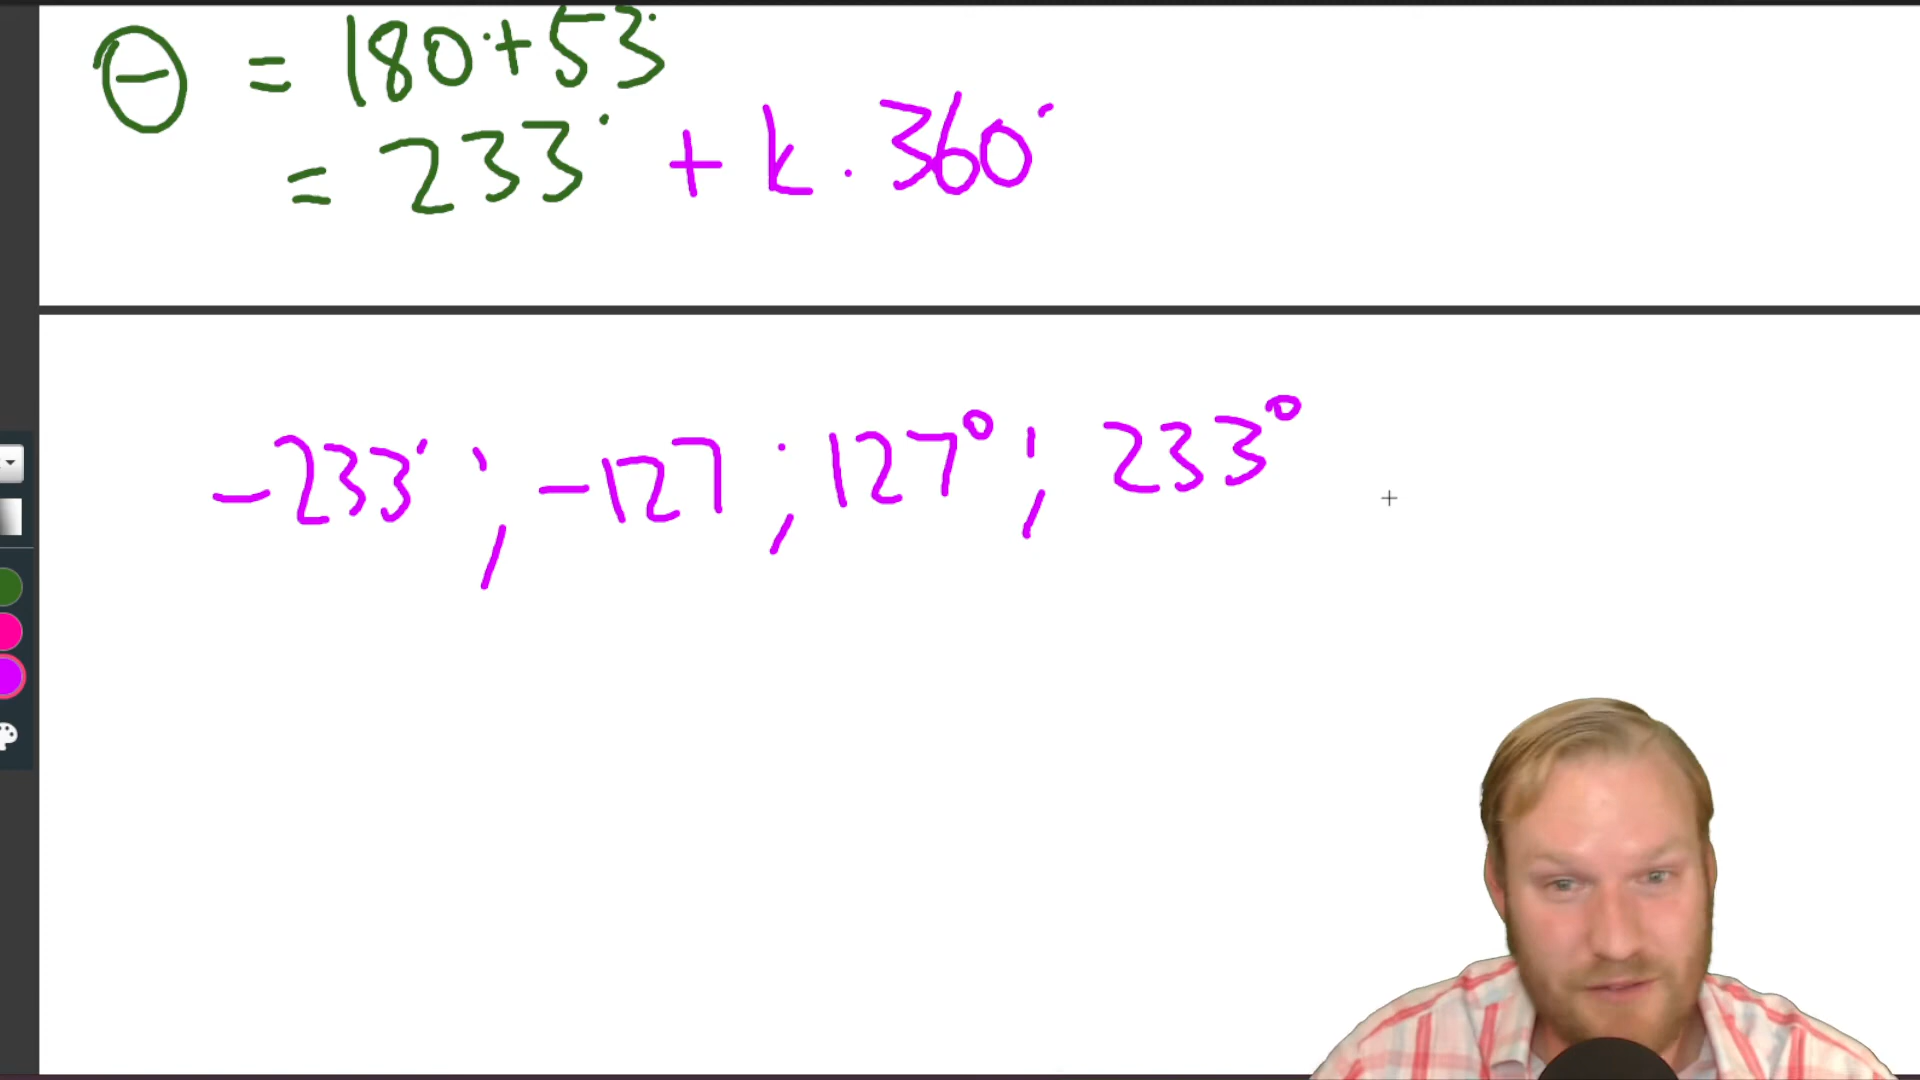 θ = 180°+53°
= 233° + k.360°
-233°; -127; 127°; 233°